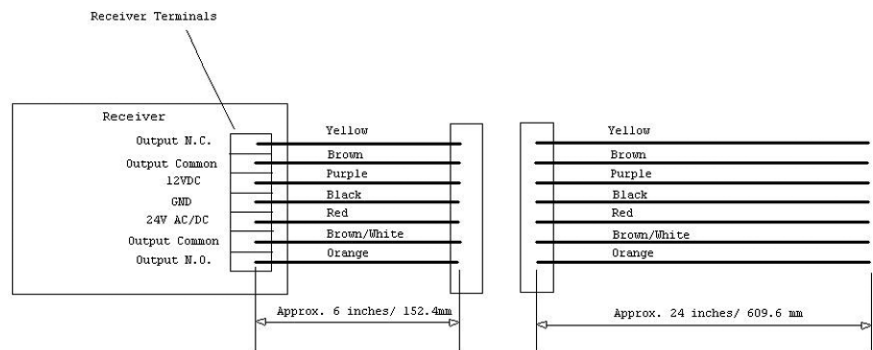 Receiver Terminals
Receiver
Output N.C.
Output Common
12VDC
GND
24V AC/DC
Output Common
Output N.O.
Yellow
Brown
Purple
Black
Red
Brown/White
Orange
Approx. 6 inches/ 152.4mm
Yellow
Brown
Purple
Black
Red
Brown/White
Orange
Approx. 24 inches/ 609.6 mm